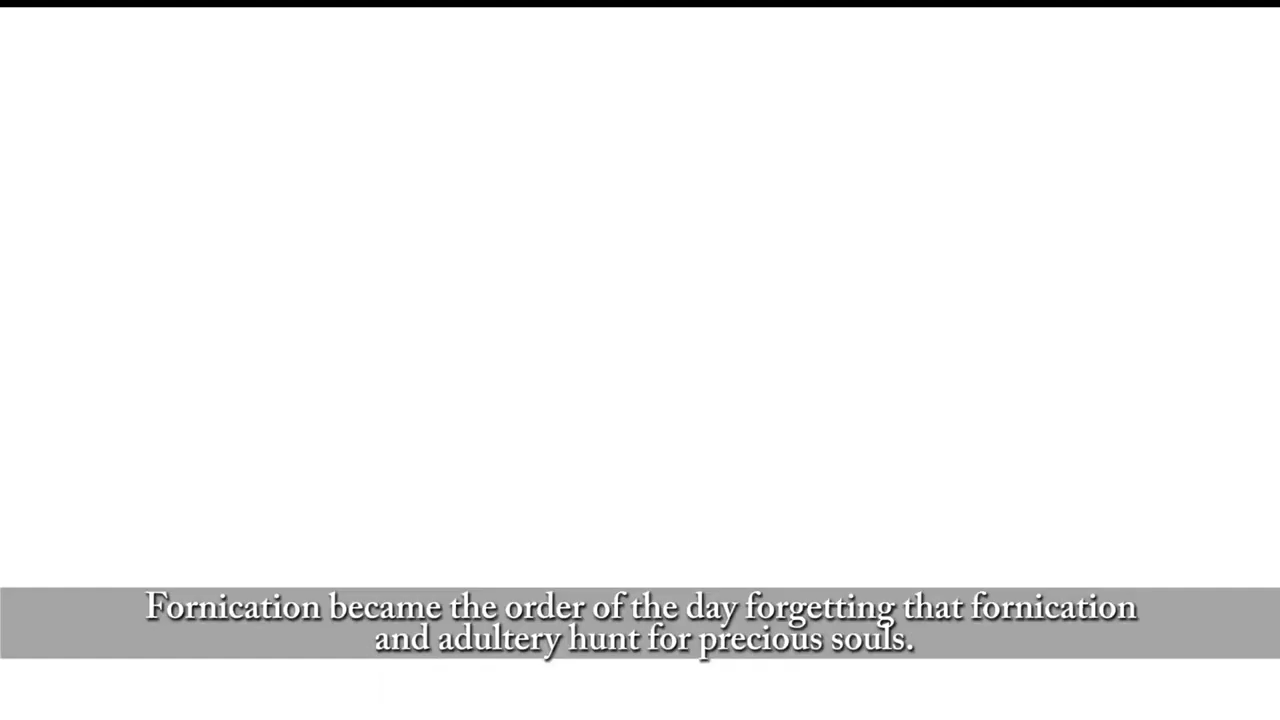 Fornication became the order of the day forgetting that fornication
and adultery hunt for precious souls.